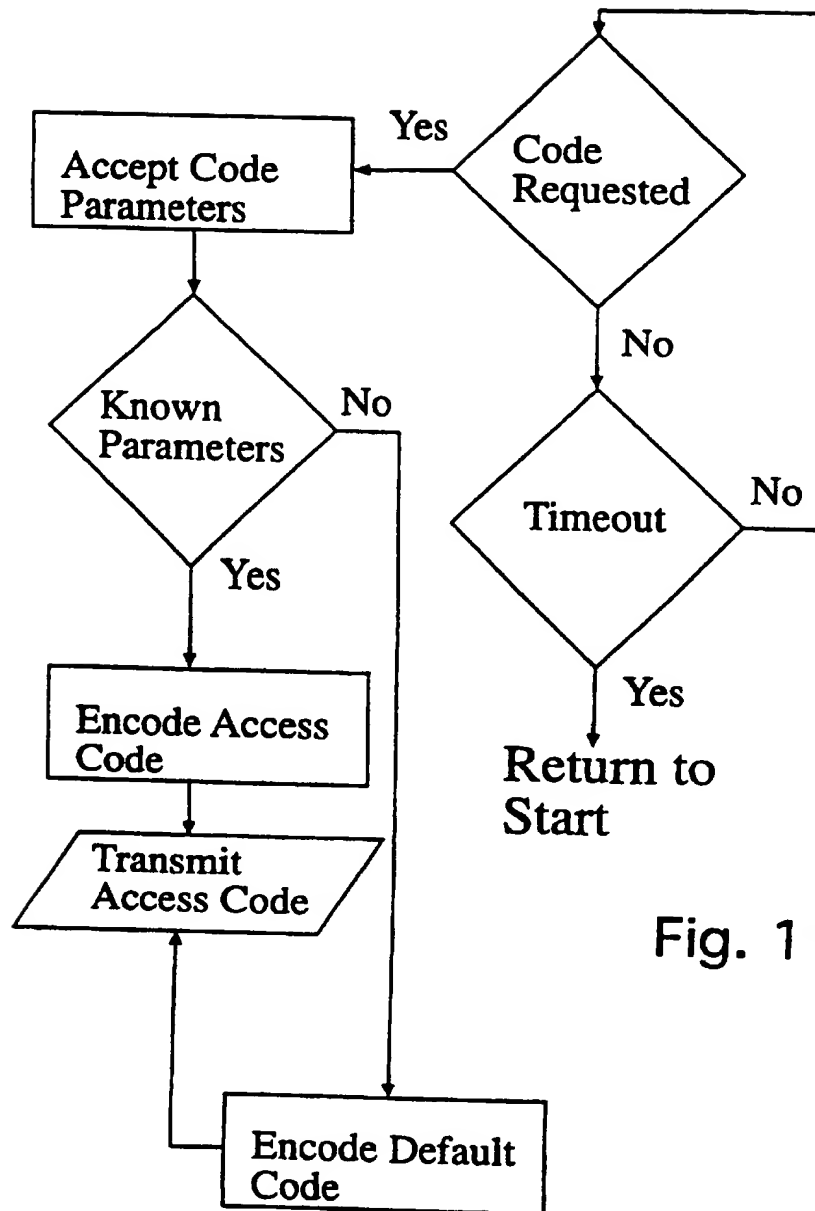 Yes
Code
Requested
Accept Code
Parameters
No
Known
Parameters
No
Timeout
No
Yes
Yes
Encode Access
Code
Return to
Start
Transmit
Access Code
Fig. 1
Encode Default
Code